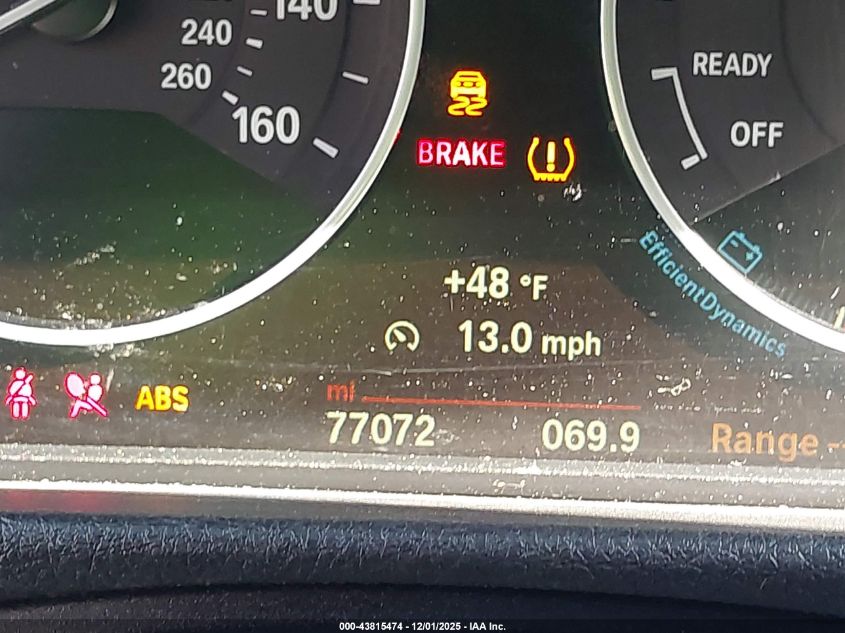 140
240
260
160
READY
OFF
BRAKE
+48 °F
EfficientDynamics
13.0 mph
ABS
mi
77072 069.9
Range --
000-43815474 - 12/01/2025 - IAA Inc.